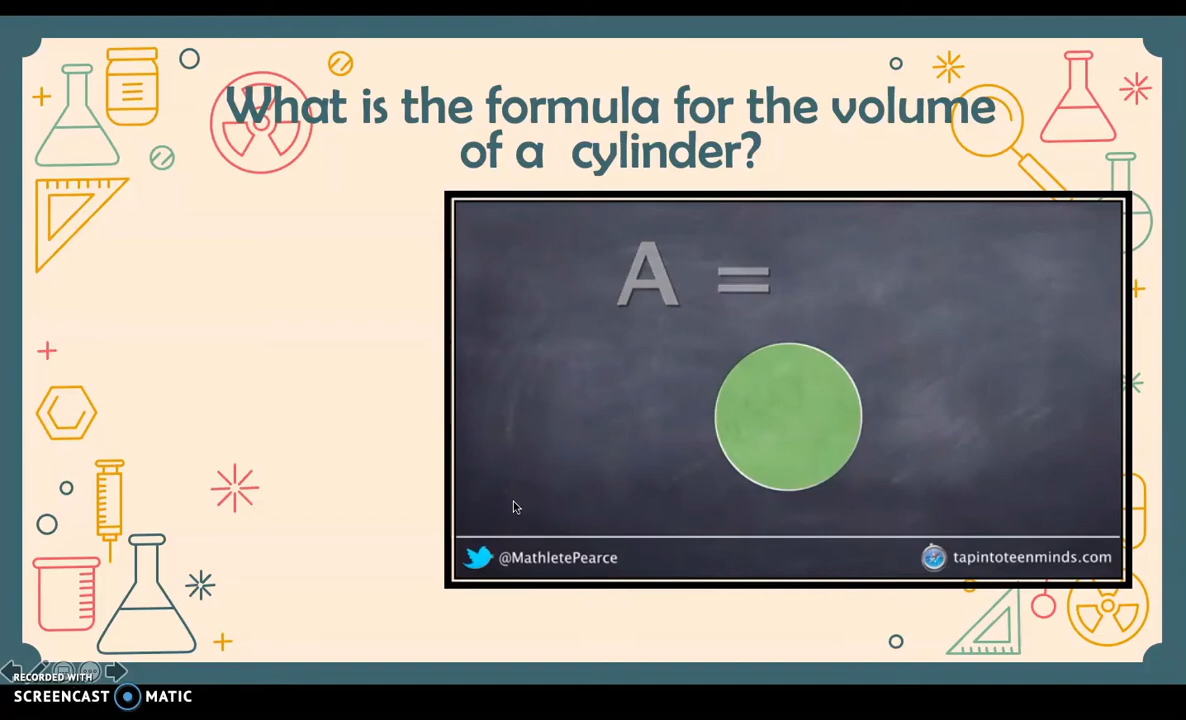 What is the formula for the volume
of a cylinder?
A =
@MathletePearce
tapintoteenminds.com
RECORDED WITH
SCREENCAST MATIC